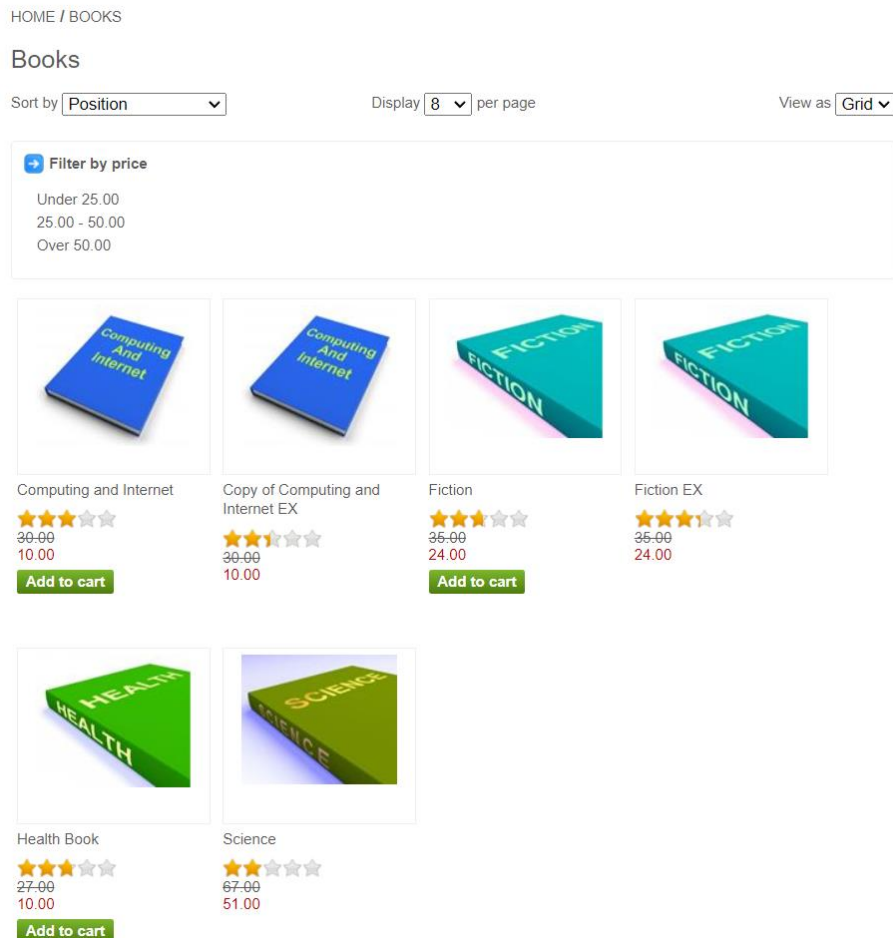 HOME / BOOKS
Books
Sort by Position
Display 8 per page
View as Grid
Filter by price
Under 25.00
25.00 - 50.00
Over 50.00
Computing
And
Internet
Computing
And
Internet
FICTION
FICTION
FICTION
FICTION
Computing and Internet
30.00
10.00
Add to cart
Copy of Computing and
Internet EX
30.00
10.00
Fiction
35.00
24.00
Add to cart
Fiction EX
35.00
24.00
HEALTH
HEALTH
SCIENCE
SCIENCE
Health Book
27.00
10.00
Add to cart
Science
67.00
51.00